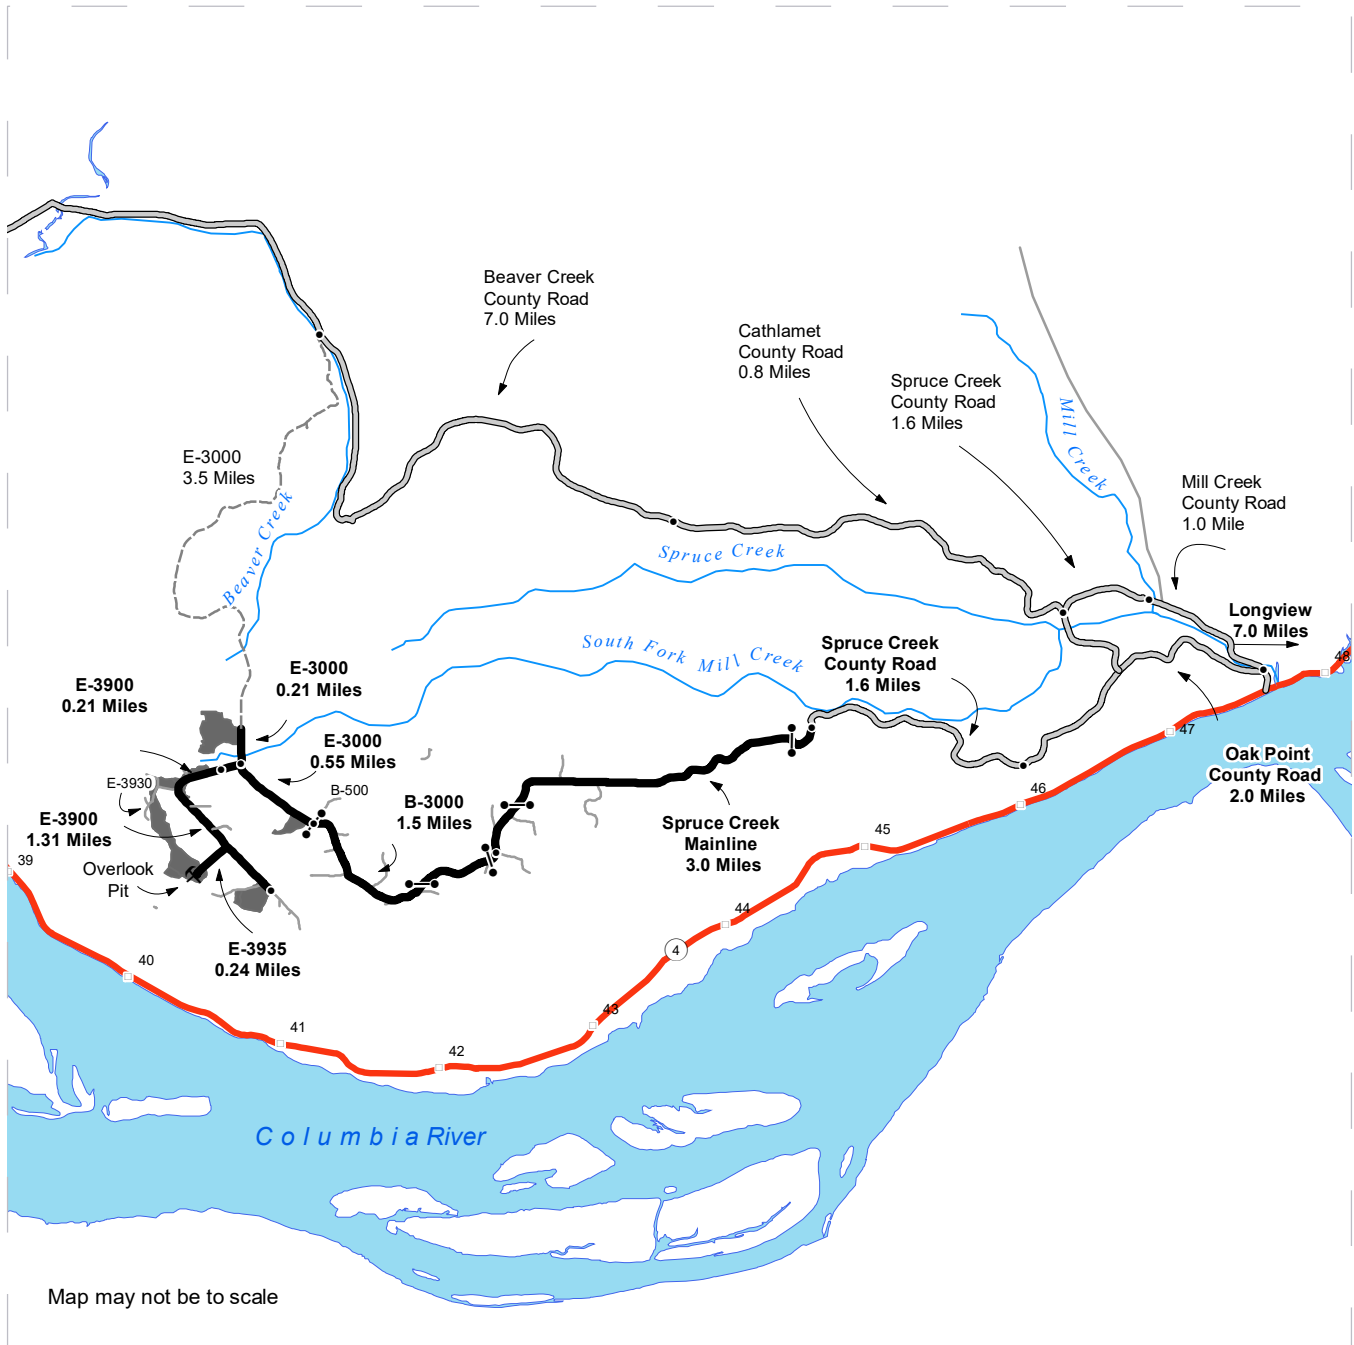 Beaver Creek
County Road
7.0 Miles
Cathlamet
County Road
0.8 Miles
Spruce Creek
County Road
1.6 Miles
Mill Creek
Mill Creek
County Road
1.0 Mile
E-3000
3.5 Miles
Beaver Creek
Spruce Creek
South Fork Mill Creek
Longview
7.0 Miles
Spruce Creek
County Road
1.6 Miles
E-3000
0.21 Miles
E-3900
0.21 Miles
48
47
E-3000
0.55 Miles
Oak Point
County Road
2.0 Miles
E-3930
B-500
B-3000
1.5 Miles
46
E-3900
1.31 Miles
Spruce Creek
Mainline
3.0 Miles
45
39
Overlook
Pit
44
4
E-3935
0.24 Miles
40
43
41
42
Columbia River
Map may not be to scale